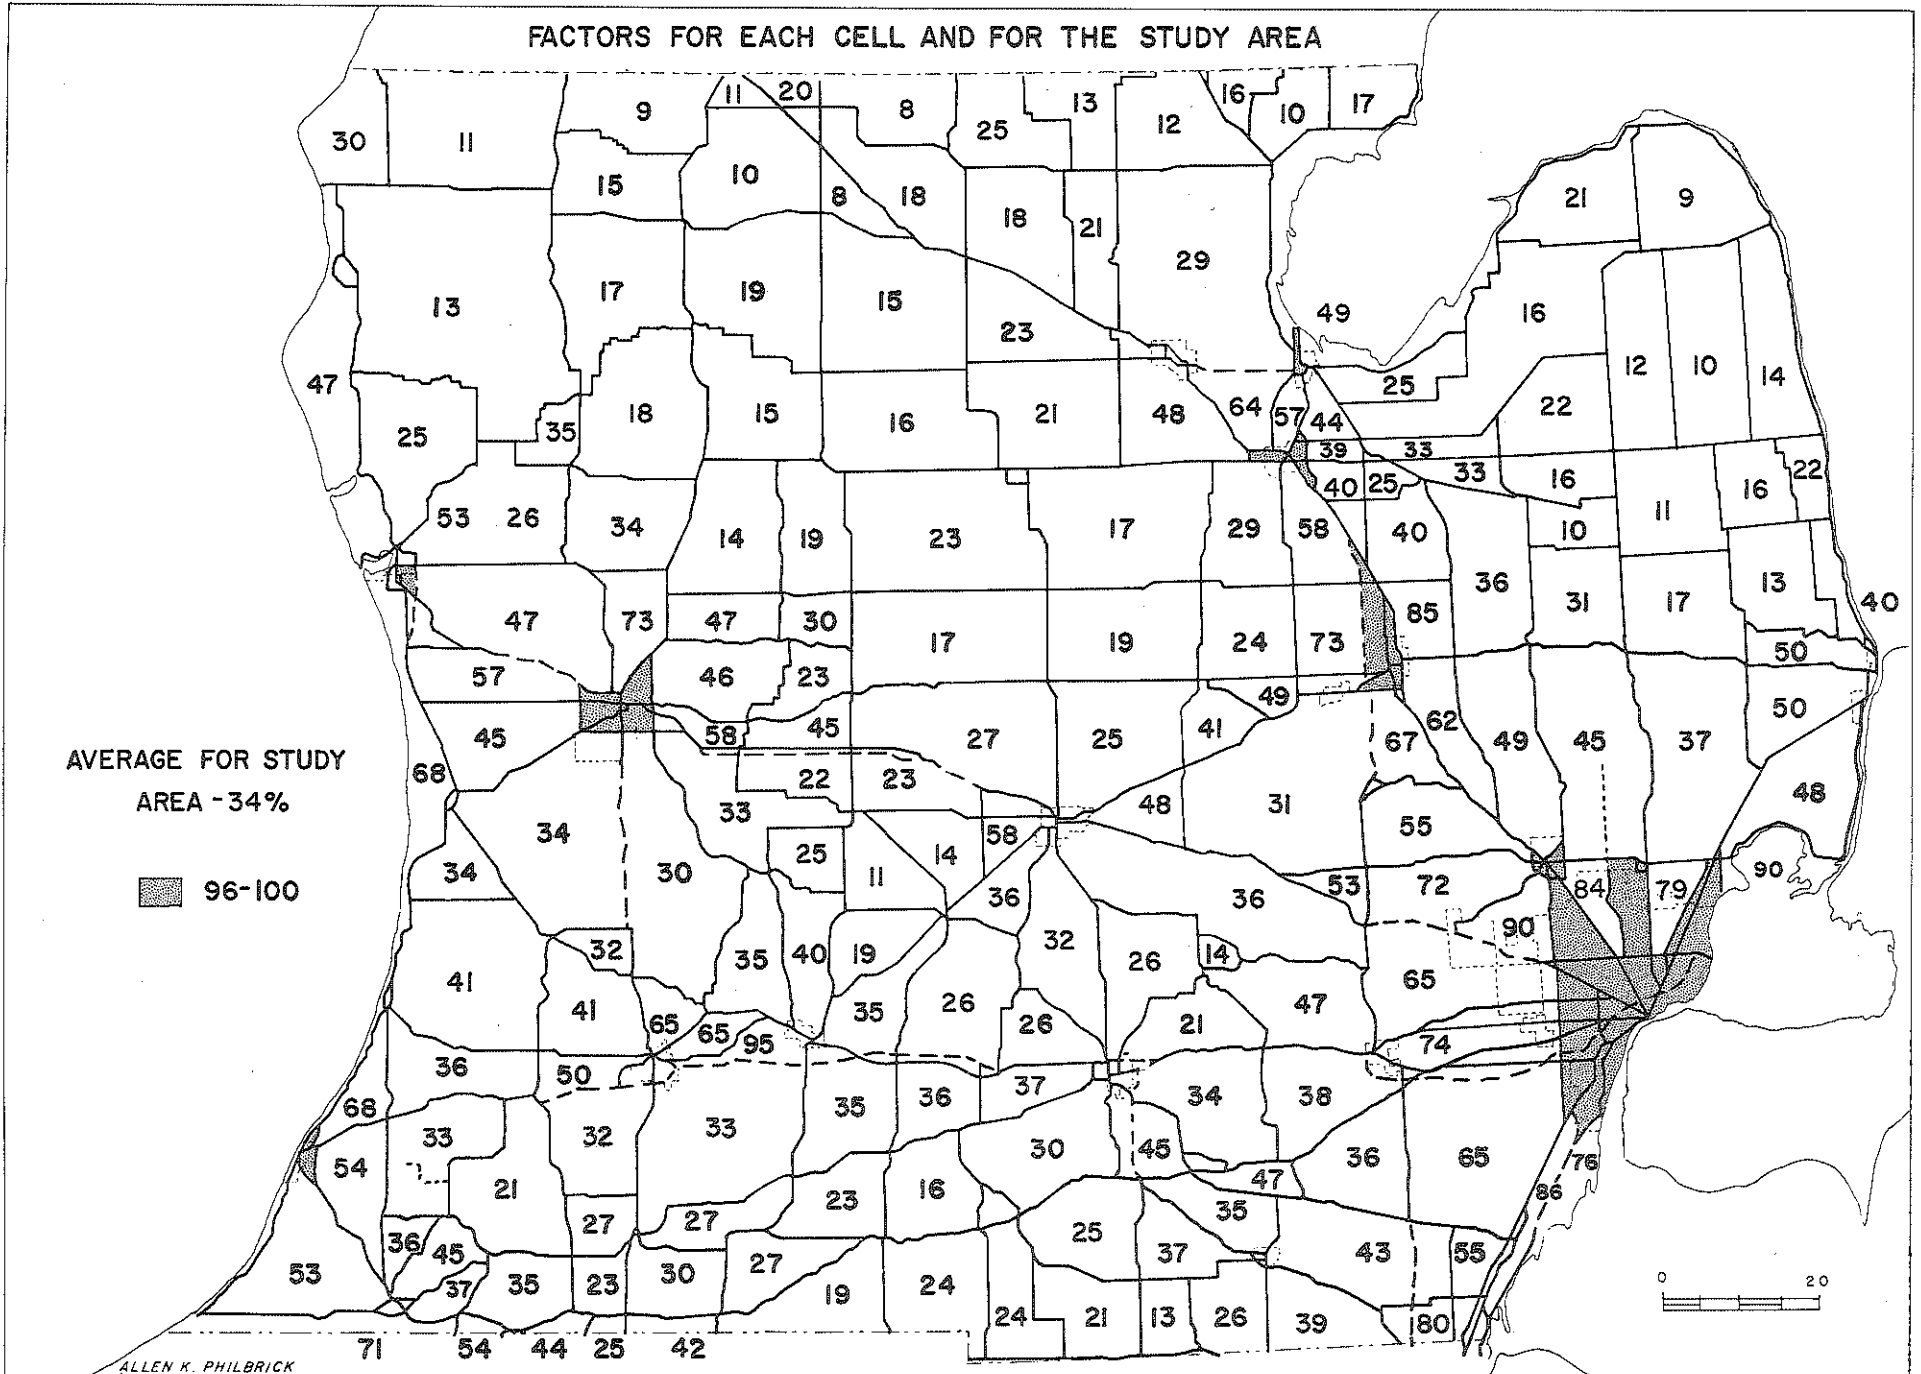 FACTORS FOR EACH CELL AND FOR THE STUDY AREA
11 20 13 16
30 11 9 8 25 12 10 17
15 10 8 18 18 21 21 9
13 17 19 15 23 29 49 16
47 12 10 14
25 35 18 15 16 21 48 64 57 44 25 22
39 33
53 26 34 14 19 23 17 29 58 40 25 33 16 11 16 22
40 36 10 13
47 73 47 30 17 19 24 73 85 31 17 40
57 46 23 49 50
45 58 45 27 25 41 67 62 49 45 37 50
AVERAGE FOR STUDY
AREA - 34%
68 22 23 48 31 48
34 33 58 55
34 30 25 11 14 36 36 53 72 84 79 90
96-100
32 35 40 19 32 26 14 90
41 41 65 65 95 35 26 26 21 47 65
36 50 74
68 33 32 33 35 36 37 34 38
54 21 30 45 36 65 76
27 27 23 16 47 86
36 45 25 35
53 37 35 23 30 27 19 24 37 43 55
24 21 13 26 39 80
71 54 44 25 42
0 20
ALLEN K. PHILBRICK